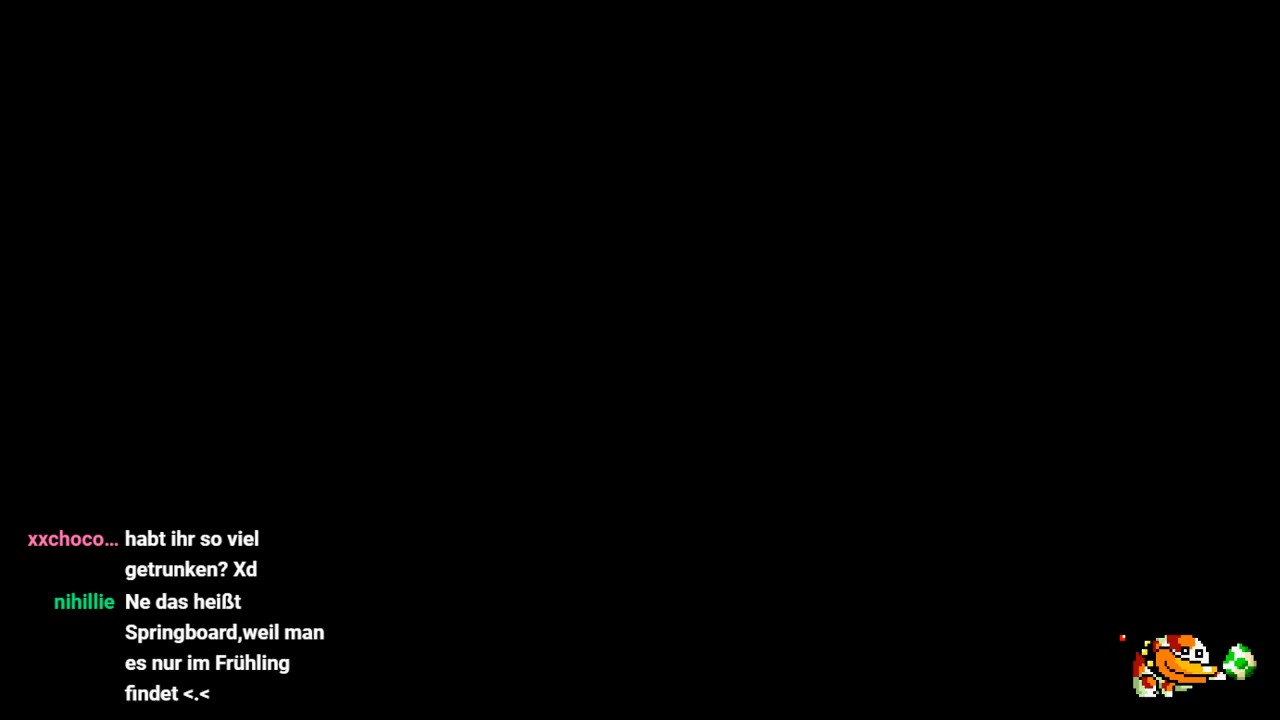 xxchoco... habt ihr so viel
getrunken? Xd
nihillie Ne das heißt
Springboard,weil man
es nur im Frühling
findet <.<